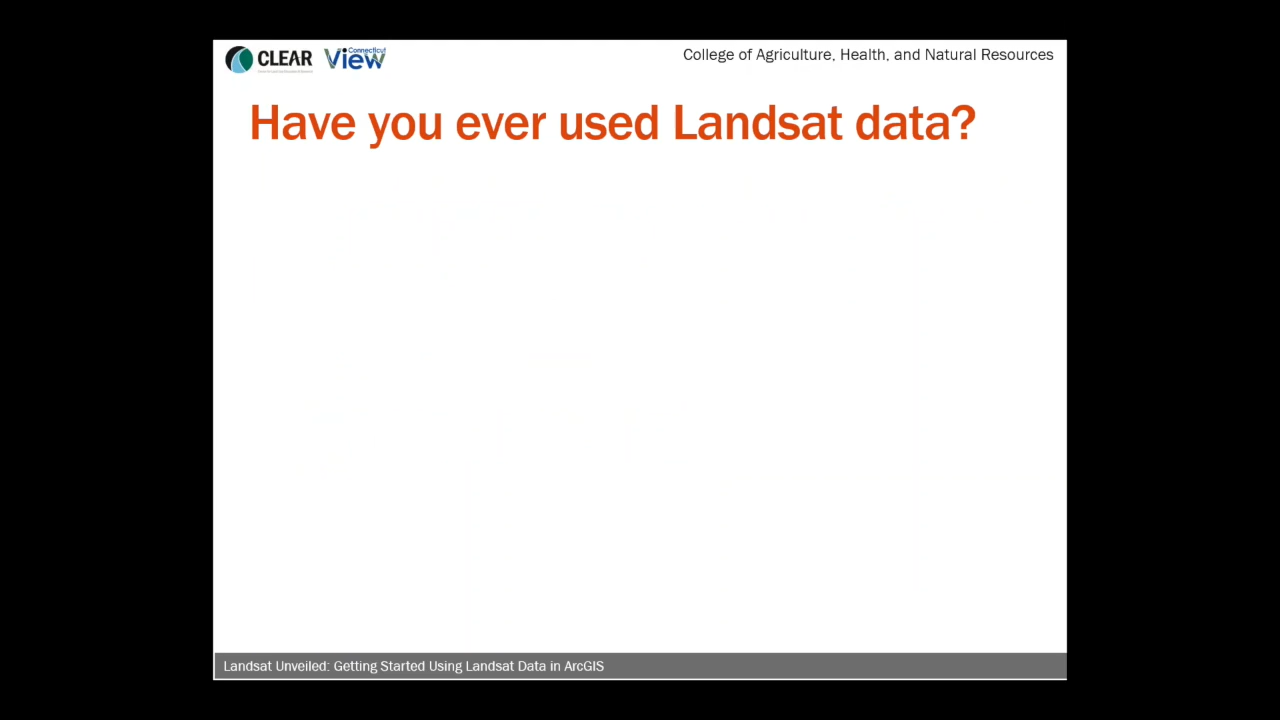 CLEAR
Connecticut
View
College of Agriculture, Health, and Natural Resources
Have you ever used Landsat data?
Landsat Unveiled: Getting Started Using Landsat Data in ArcGIS